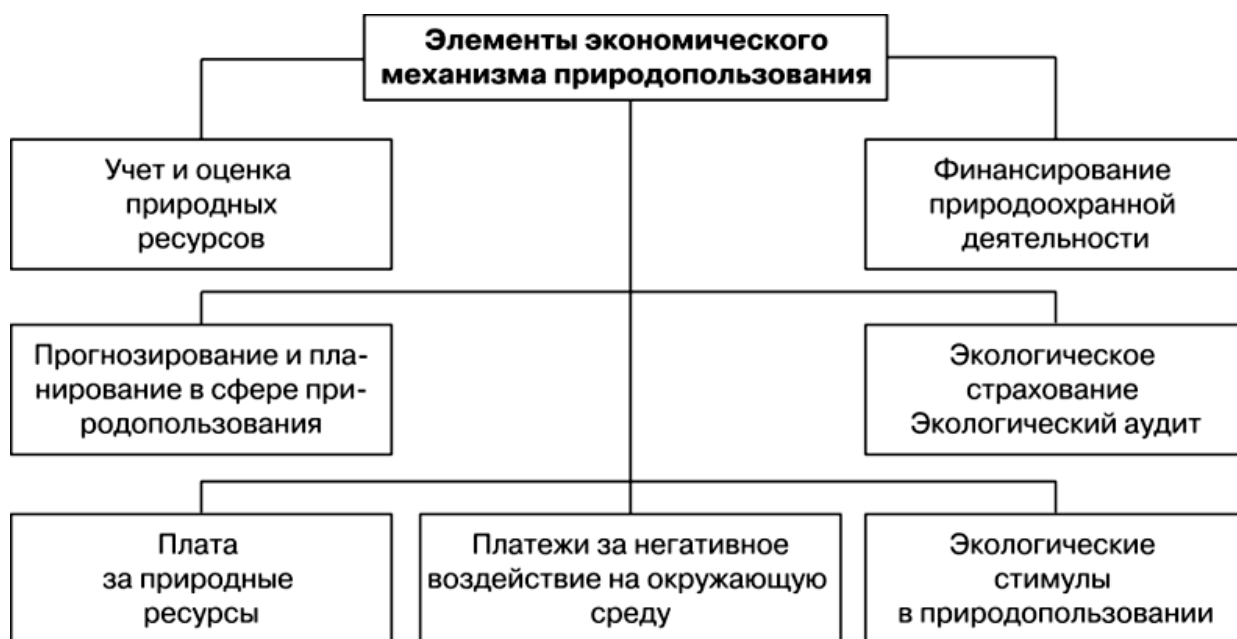 Элементы экономического
механизма природопользования
Учет и оценка
природных
ресурсов
Финансирование
природоохранной
деятельности
Прогнозирование и пла-
нирование в сфере при-
родопользования
Экологическое
страхование
Экологический аудит
Плата
за природные
ресурсы
Платежи за негативное
воздействие на окружающую
среду
Экологические
стимулы
в природопользовании